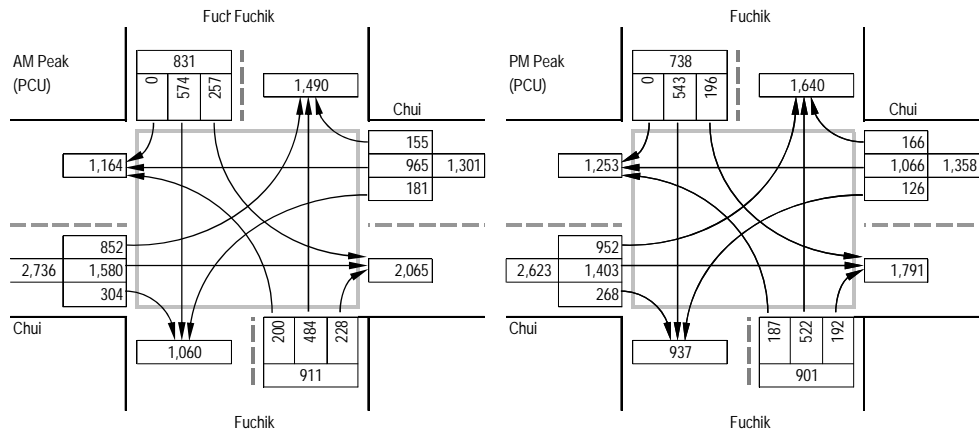 Fuchik Fuchik
AM Peak
(PCU)
831
0 574 257
1,490
Chui
155
1,164
965 1,301
181
852
2,736 1,580
304
2,065
Chui
1,060
200 484 228
911
Fuchik
Fuchik
PM Peak
(PCU)
738
0 543 196
1,640
Chui
166
1,253
1,066 1,358
126
952
2,623 1,403
268
1,791
Chui
937
187 522 192
901
Fuchik